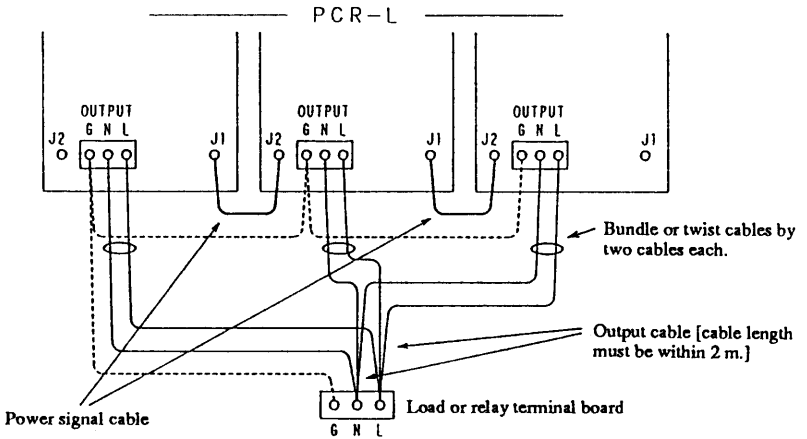 PCR-L
OUTPUT OUTPUT OUTPUT
G N L G N L G N L
J2 J1 J2 J1 J2 J1
Bundle or twist cables by
two cables each.
Output cable [cable length
must be within 2 m.]
Power signal cable
Load or relay terminal board
G N L